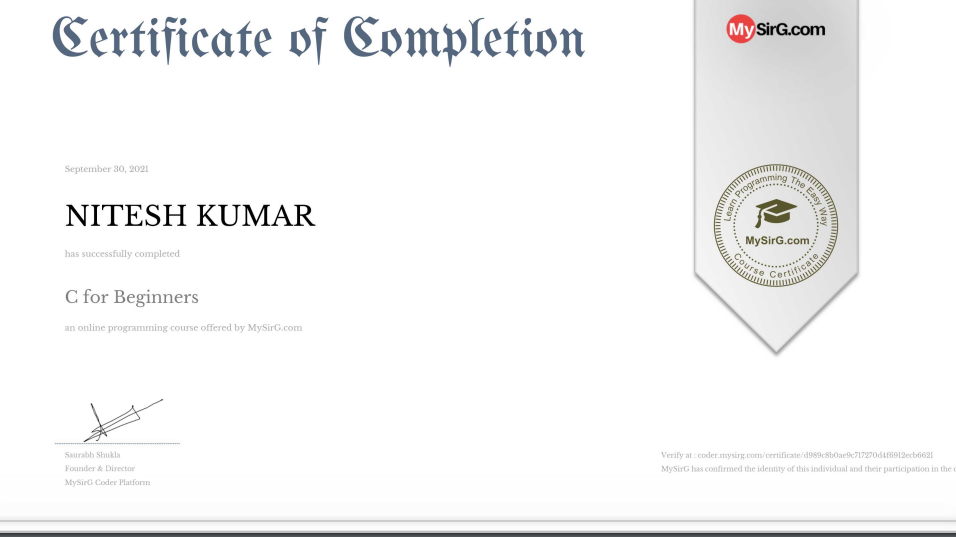 Certificate of Completion
MySirG.com
September 30, 2021
Learn Programming The Easy Way
NITESH KUMAR
MySirG.com
has successfully completed
Course Certificate
C for Beginners
an online programming course offered by MySirG.com
Saurabh Shukla
Founder & Director
MySirG Coder Platform
Verify at : coder.mysirg.com/certificate/d989c8b0ae9c717270d4f6912ecb6621
MySirG has confirmed the identity of this individual and their participation in the